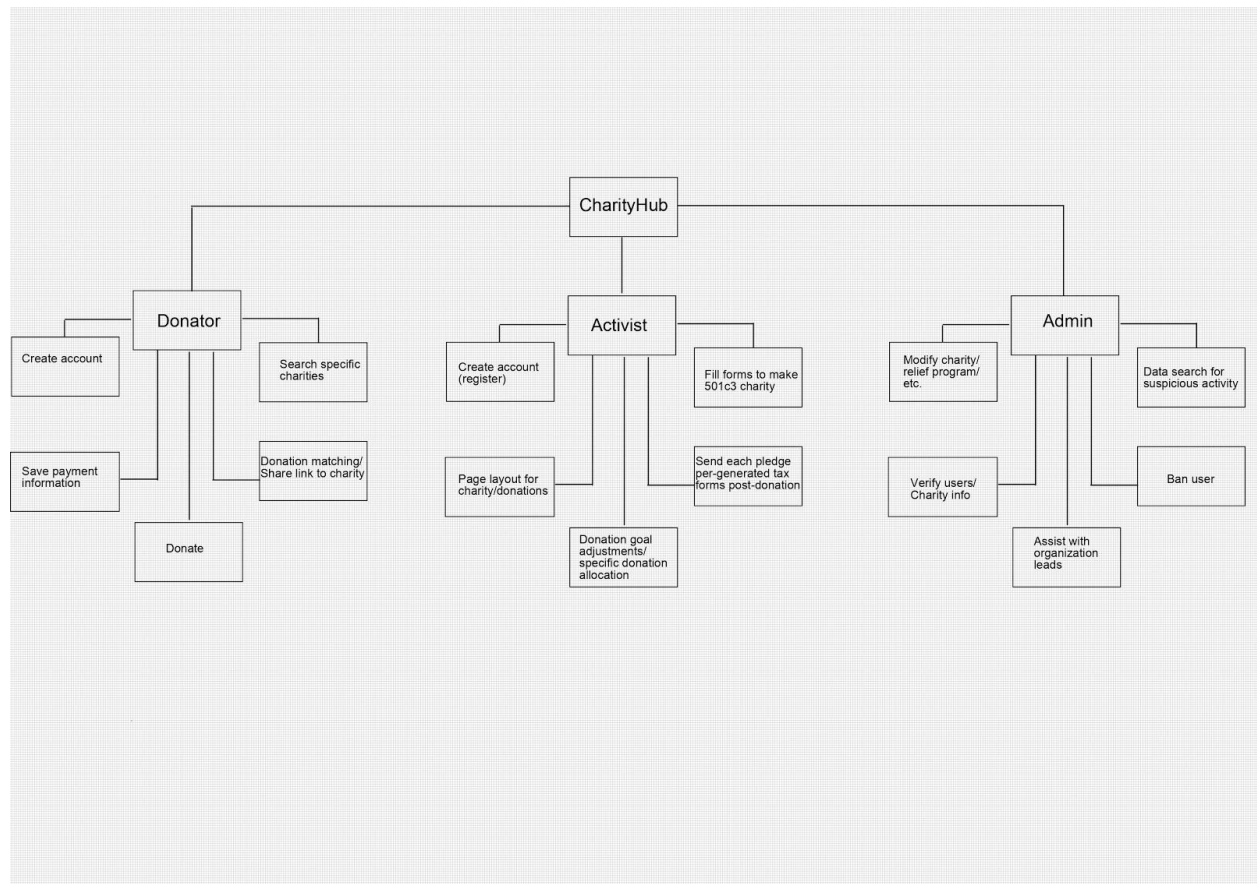 CharityHub
Donator
Create account
Search specific
charities
Save payment
information
Donation matching/
Share link to charity
Donate
Activist
Create account
(register)
Fill forms to make
501c3 charity
Page layout for
charity/donations
Send each pledge
per-generated tax
forms post-donation
Donation goal
adjustments/
specific donation
allocation
Admin
Modify charity/
relief program/
etc.
Data search for
suspicious activity
Verify users/
Charity info
Ban user
Assist with
organization
leads